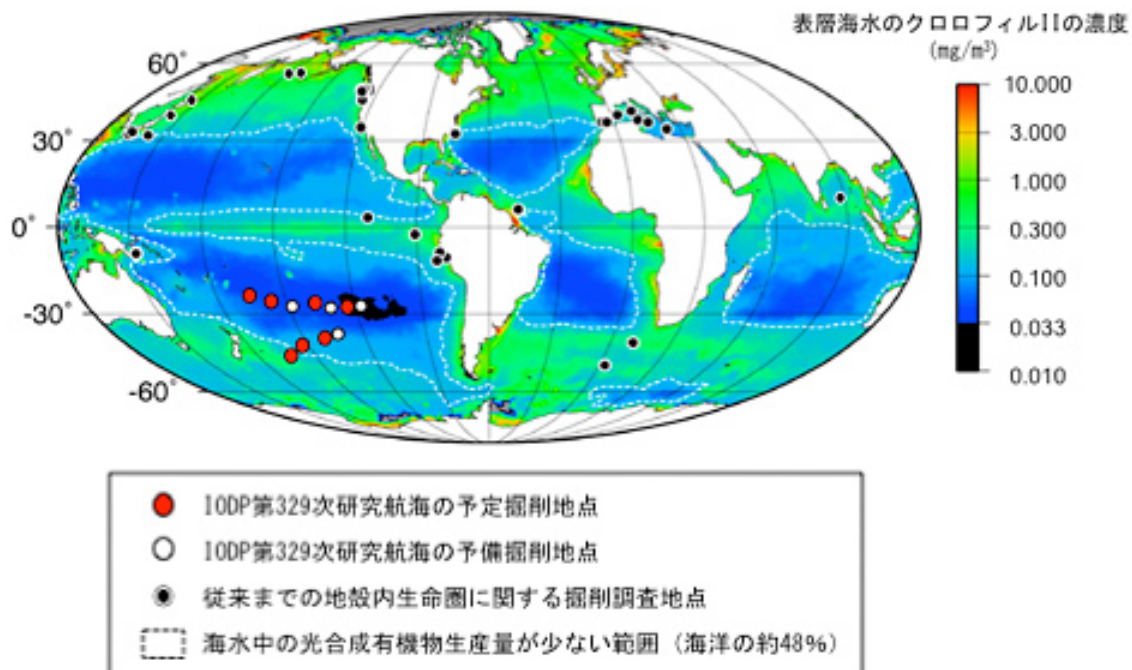 表層海水のクロロフィルIIの濃度
(mg/m³)
60°
30°
0°
-30°
-60°
10.000
3.000
1.000
0.300
0.100
0.033
0.010
IODP第329次研究航海の予定掘削地点
IODP第329次研究航海の予備掘削地点
従来までの地殻内生命圏に関する掘削調査地点
海水中の光合成有機物生産量が少ない範囲（海洋の約48%）